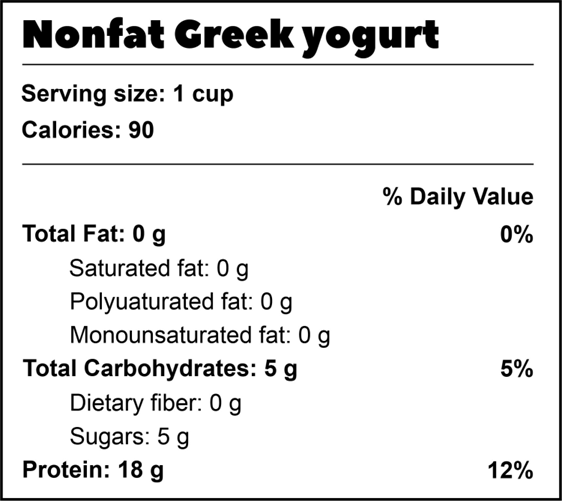 Nonfat Greek yogurt
Serving size: 1 cup
Calories: 90
% Daily Value
Total Fat: 0 g 0%
Saturated fat: 0 g
Polyuaturated fat: 0 g
Monounsaturated fat: 0 g
Total Carbohydrates: 5 g 5%
Dietary fiber: 0 g
Sugars: 5 g
Protein: 18 g 12%